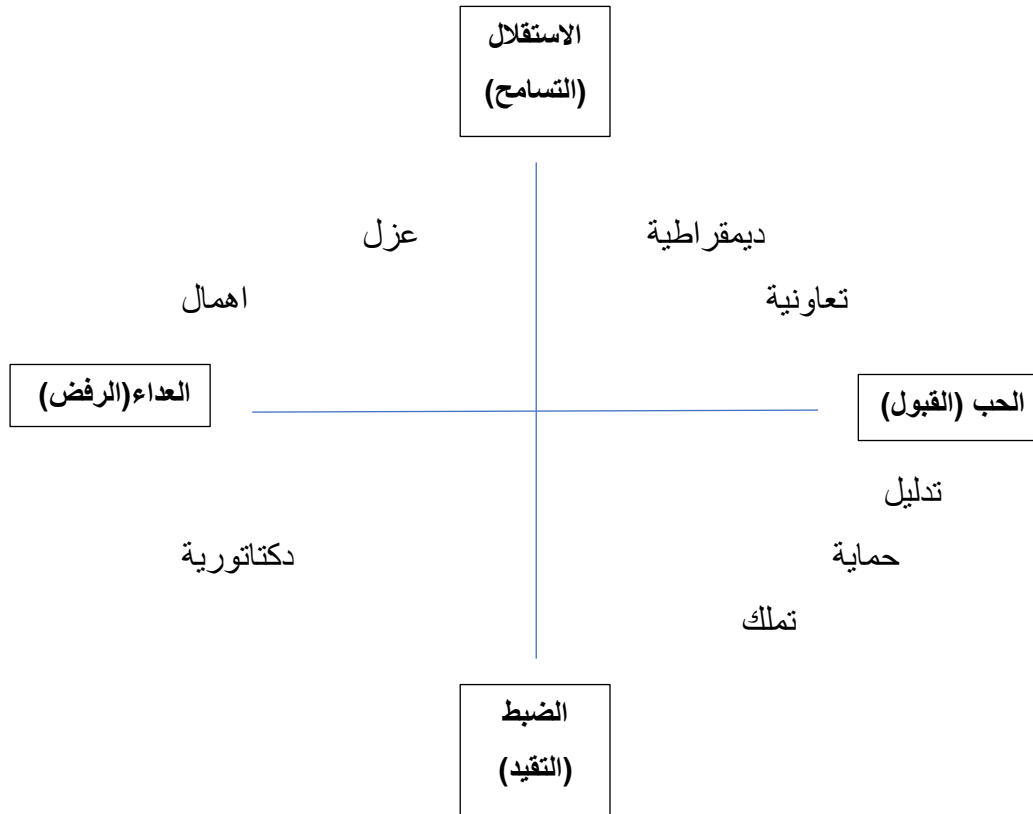 الاستقلال
(التسامح)
ديمقراطية
عزل
تعاونية
اهمال
الحب (القبول)
العداء(الرفض)
تدليل
حماية
دكتاتورية
تملك
الضبط
(التقيد)